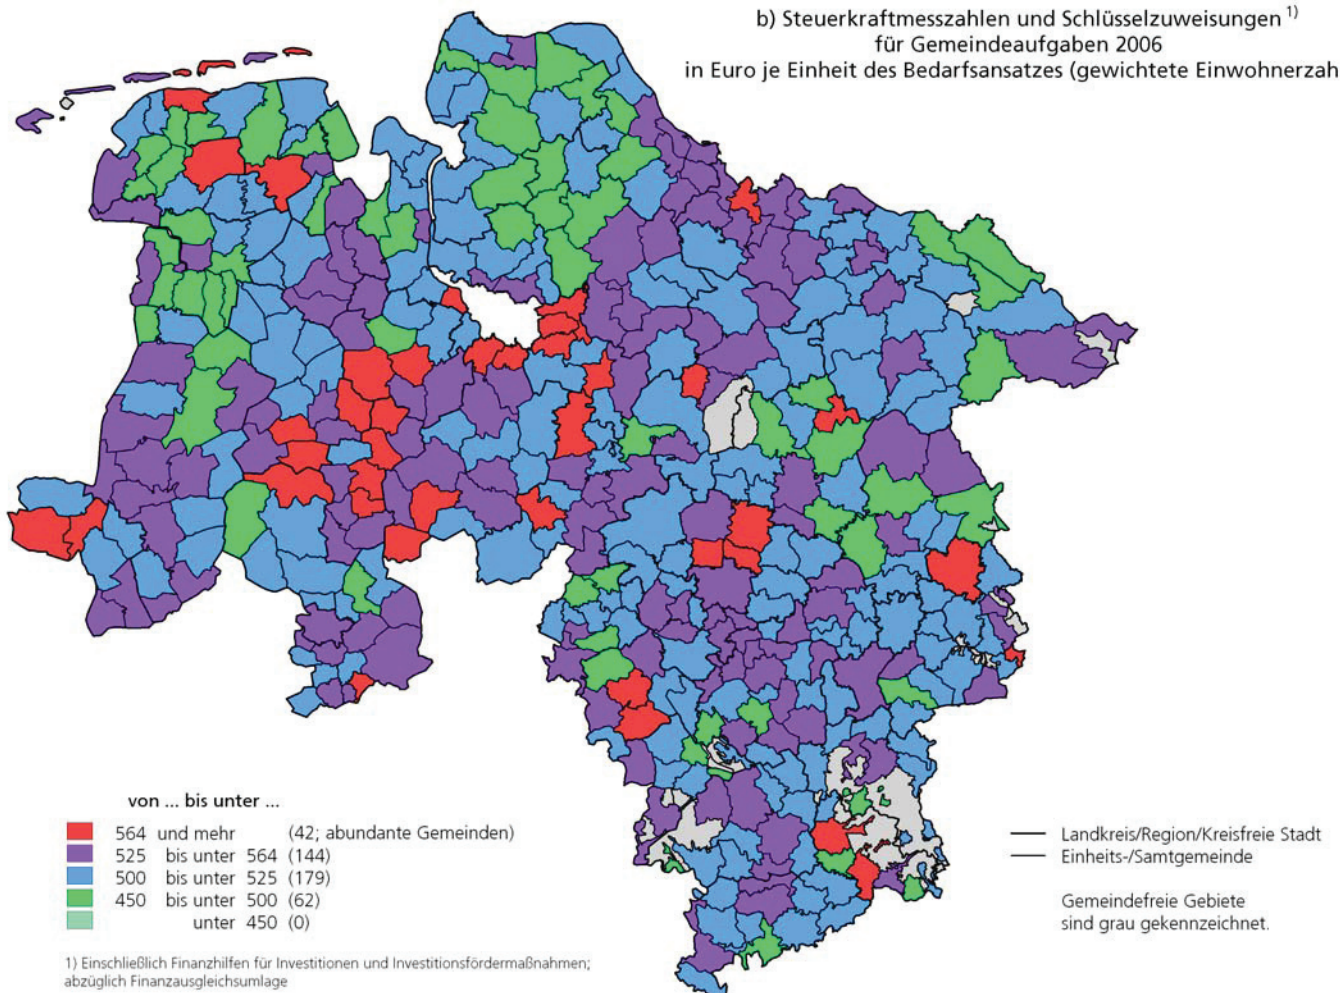 b) Steuerkraftmesszahlen und Schlüsselzuweisungen 1)
für Gemeindeaufgaben 2006
in Euro je Einheit des Bedarfsansatzes (gewichtete Einwohnerzah
von ... bis unter ...
564 und mehr (42; abundante Gemeinden)
525 bis unter 564 (144)
500 bis unter 525 (179)
450 bis unter 500 (62)
unter 450 (0)
Landkreis/Region/Kreisfreie Stadt
Einheits-/Samtgemeinde
Gemeindefreie Gebiete
sind grau gekennzeichnet.
1) Einschließlich Finanzhilfen für Investitionen und Investitionsfördermaßnahmen;
abzüglich Finanzausgleichsumlage